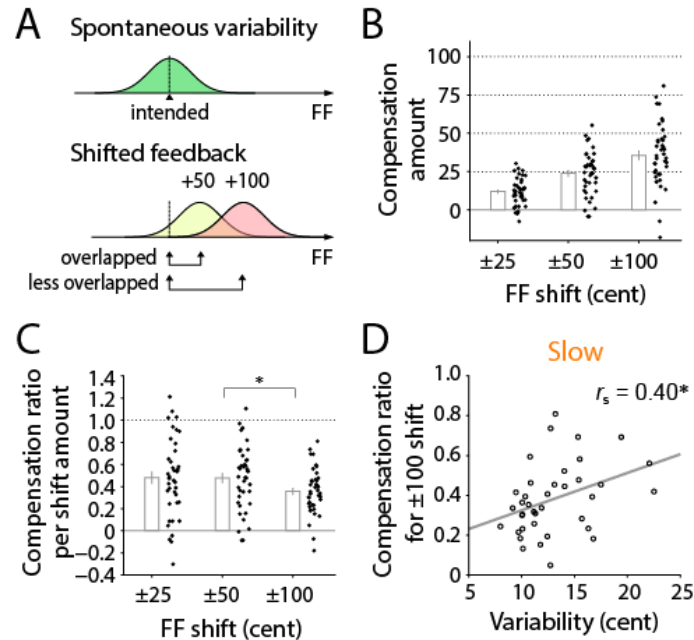 A
Spontaneous variability
intended
FF
Shifted feedback
+50 +100
overlapped
FF
less overlapped
B
Compensation
amount
100
75
50
25
0
±25 ±50 ±100
FF shift (cent)
C
Compensation ratio
per shift amount
1.4
1.2
1.0
0.8
0.6
0.4
0.2
0
−0.2
−0.4
*
±25 ±50 ±100
FF shift (cent)
D
Slow
Compensation ratio
for ±100 shift
1.0
0.8
0.6
0.4
0.2
0
rs = 0.40*
5 10 15 20 25
Variability (cent)